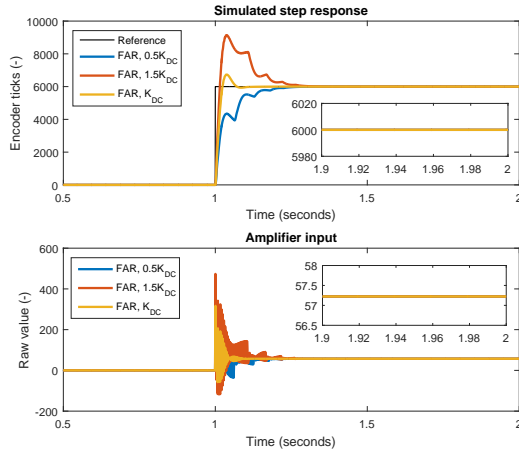 Simulated step response
Encoder ticks (-)
12000
10000
8000
6000
4000
2000
0
Reference
FAR, 0.5K_DC
FAR, 1.5K_DC
FAR, K_DC
6020
6000
5980
1.9 1.92 1.94 1.96 1.98 2
0.5 1 1.5 2
Time (seconds)
Amplifier input
Raw value (-)
600
400
200
0
-200
FAR, 0.5K_DC
FAR, 1.5K_DC
FAR, K_DC
58
57.5
57
56.5
1.9 1.92 1.94 1.96 1.98 2
0.5 1 1.5 2
Time (seconds)